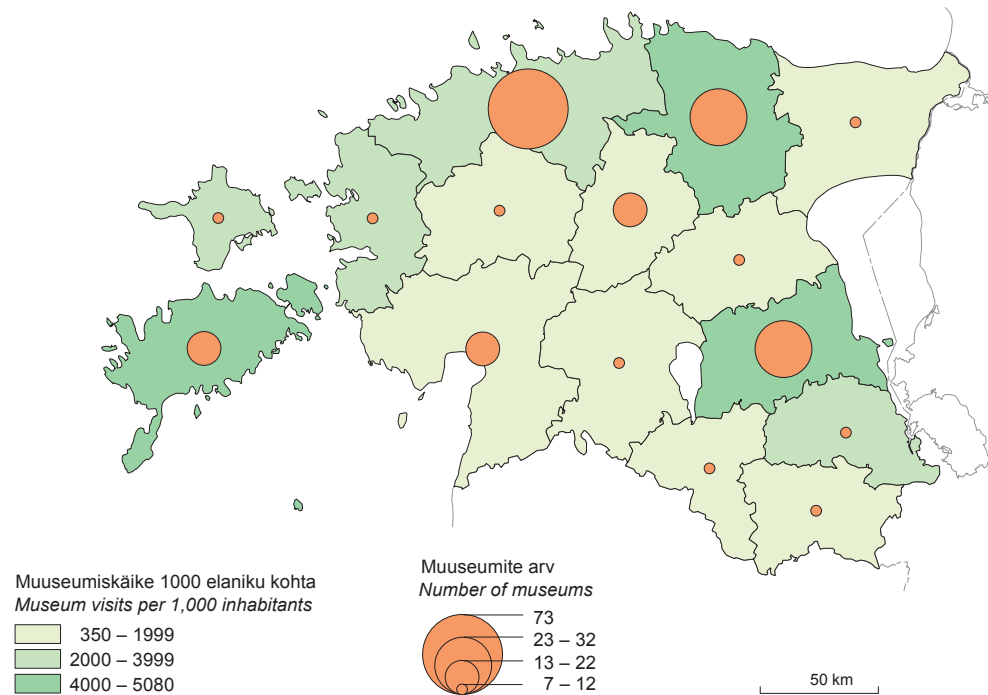 Muuseumiskäike 1000 elaniku kohta
Museum visits per 1,000 inhabitants
350 – 1999
2000 – 3999
4000 – 5080
Muuseumite arv
Number of museums
73
23 – 32
13 – 22
7 – 12
50 km